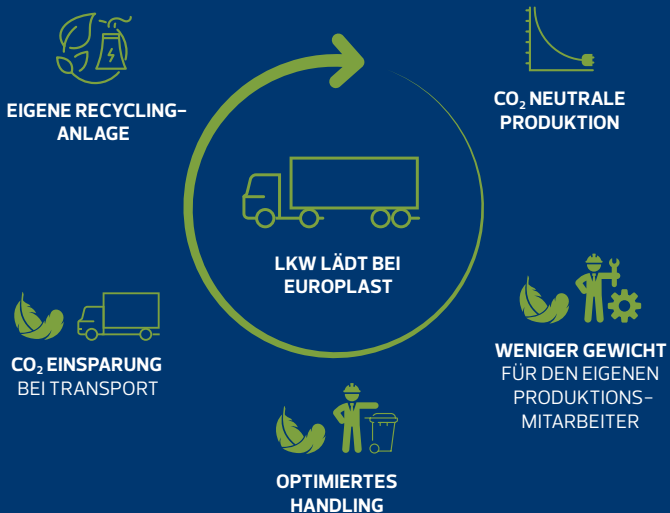 EIGENE RECYCLING-
ANLAGE
CO₂ NEUTRALE
PRODUKTION
LKW LÄDT BEI
EUROPLAST
CO₂ EINSPARUNG
BEI TRANSPORT
WENIGER GEWICHT
FÜR DEN EIGENEN
PRODUKTIONS-
MITARBEITER
OPTIMIERTES
HANDLING